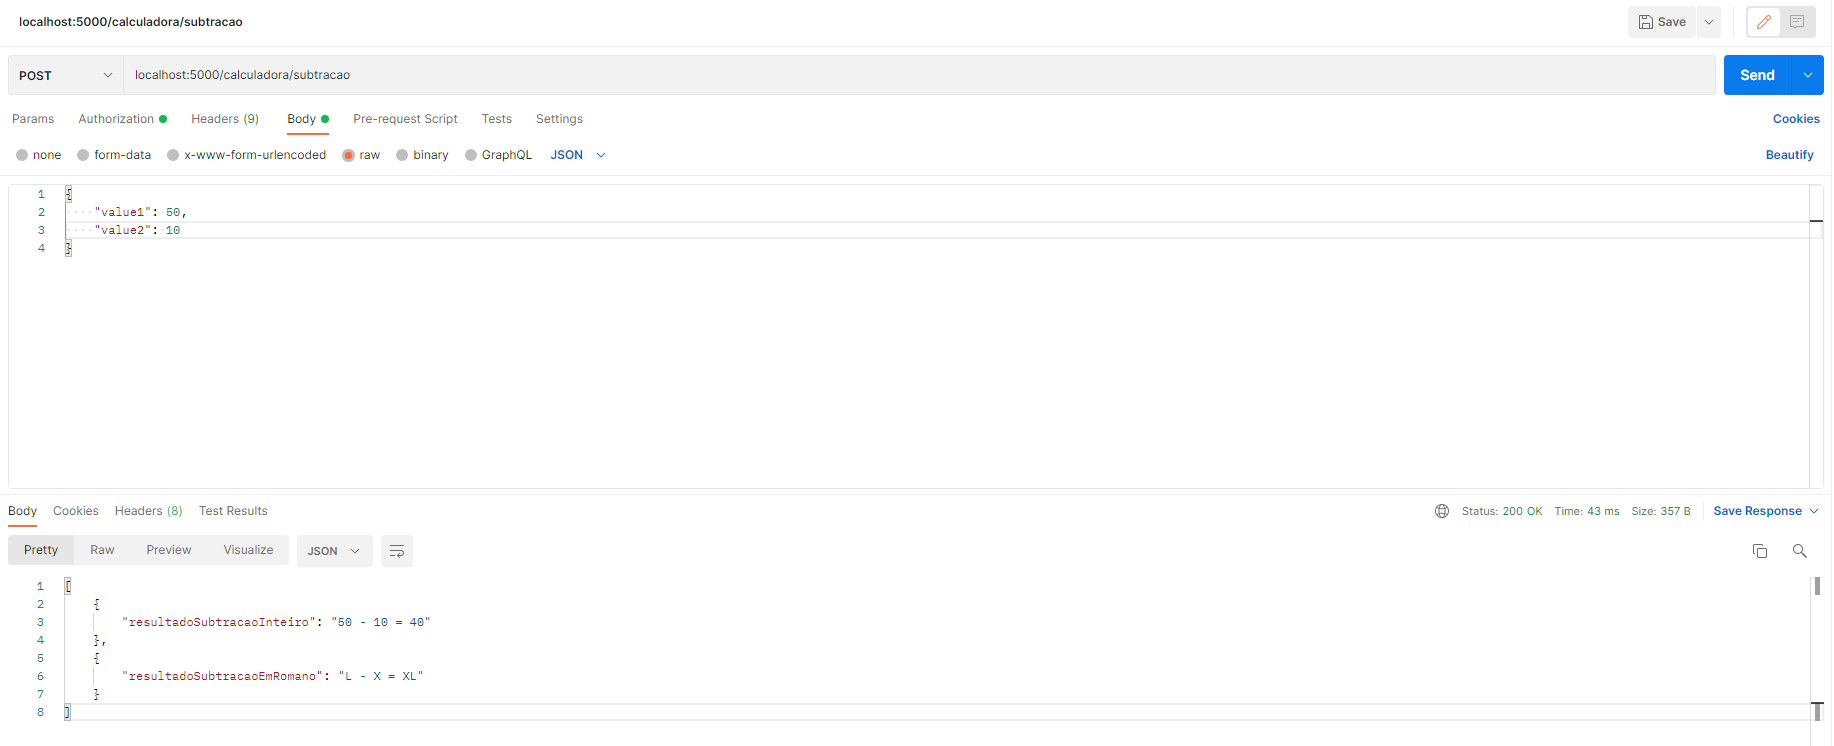 localhost:5000/calculadora/subtracao
Save
POST
localhost:5000/calculadora/subtracao
Send
Params Authorization Headers (9) Body Pre-request Script Tests Settings Cookies
none form-data x-www-form-urlencoded raw binary GraphQL JSON Beautify
1 {
2 "value1": 50,
3 "value2": 10
4 }
Body Cookies Headers (8) Test Results Status: 200 OK Time: 43 ms Size: 357 B Save Response
Pretty Raw Preview Visualize JSON
1 [
2 {
3 "resultadoSubtracaoInteiro": "50 - 10 = 40"
4 },
5 {
6 "resultadoSubtracaoEmRomano": "L - X = XL"
7 }
8 ]